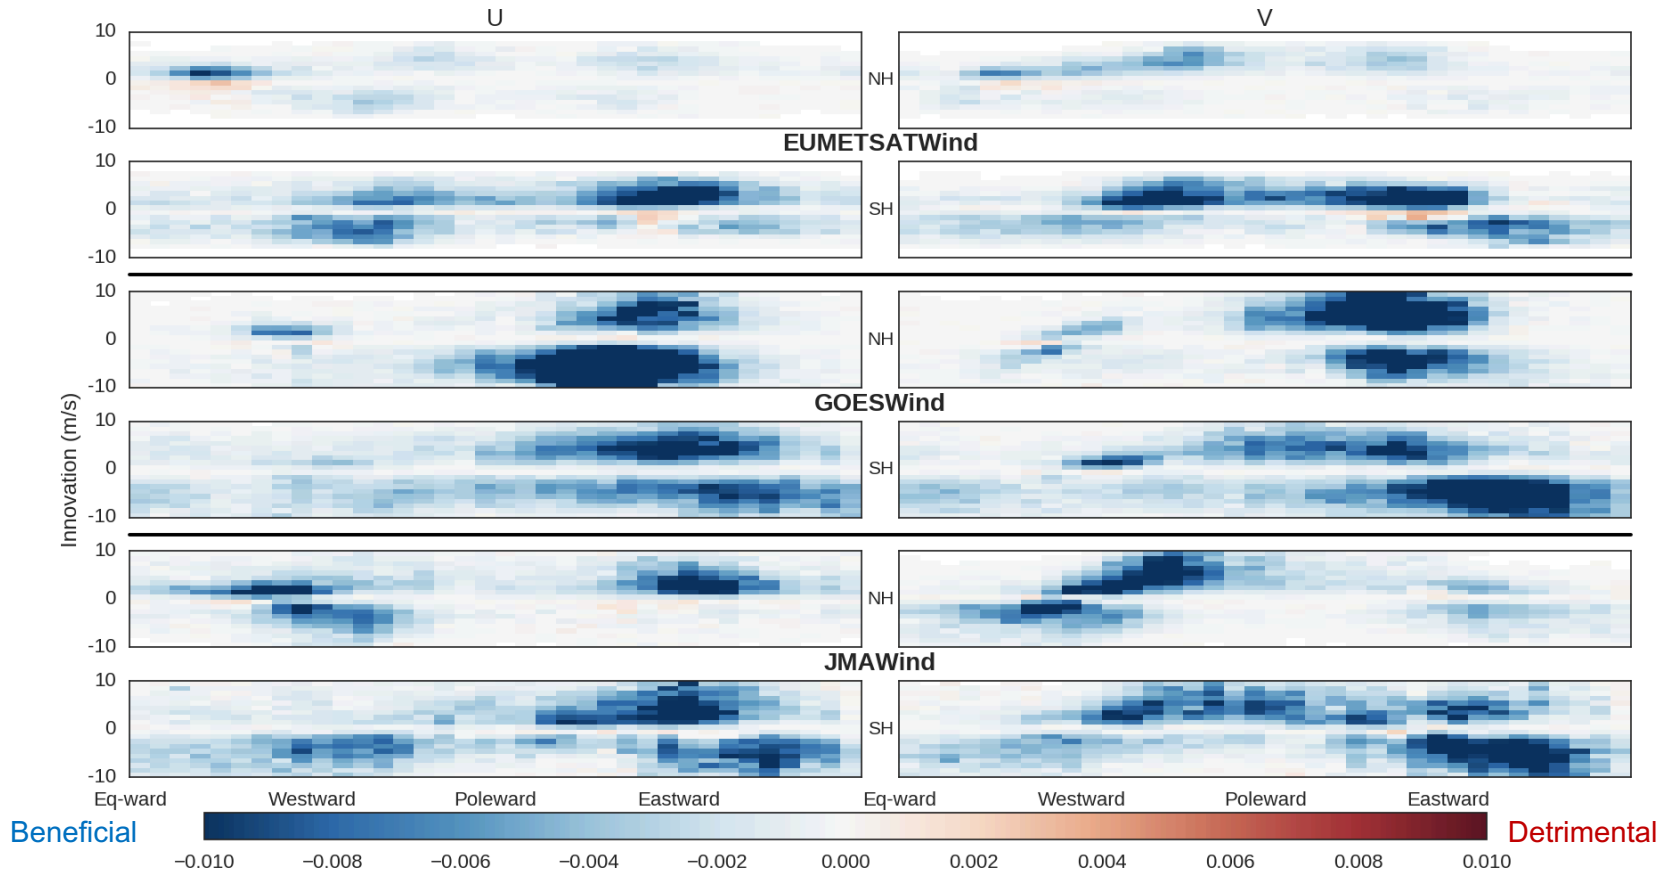 U V
10
0 NH
-10
EUMETSATWind
10
0 SH
-10
10
0 NH
-10
GOESWind
10
0 SH
-10
Innovation (m/s)
10
0 NH
-10
JMAWind
10
0 SH
-10
Eq-ward Westward Poleward Eastward Eq-ward Westward Poleward Eastward
Beneficial Detrimental
−0.010 −0.008 −0.006 −0.004 −0.002 0.000 0.002 0.004 0.006 0.008 0.010